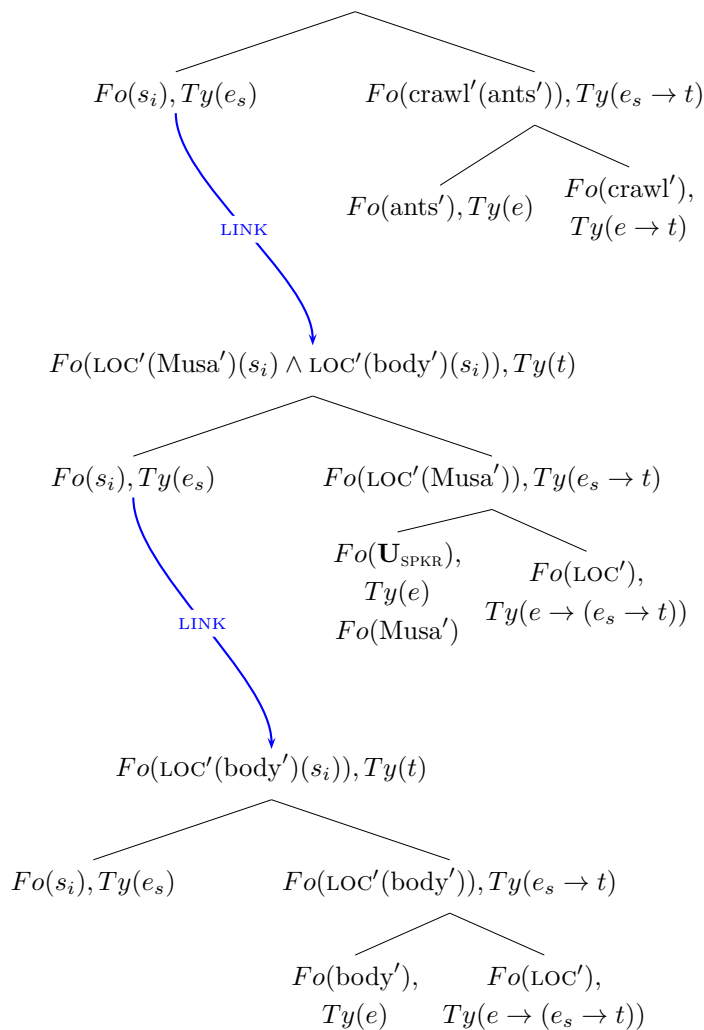 Fo(s_i), Ty(e_s)
Fo(crawl′(ants')), Ty(e_s → t)
Fo(ants'), Ty(e)
Fo(crawl′),
Ty(e → t)
LINK
Fo(LOC′(Musa′)(s_i) ∧ LOC′(body′)(s_i)), Ty(t)
Fo(s_i), Ty(e_s)
Fo(LOC′(Musa′)), Ty(e_s → t)
Fo(U_SPKR),
Ty(e)
Fo(Musa′)
Fo(LOC′),
Ty(e → (e_s → t))
LINK
Fo(LOC′(body′)(s_i)), Ty(t)
Fo(s_i), Ty(e_s)
Fo(LOC′(body′)), Ty(e_s → t)
Fo(body′),
Ty(e)
Fo(LOC′),
Ty(e → (e_s → t))